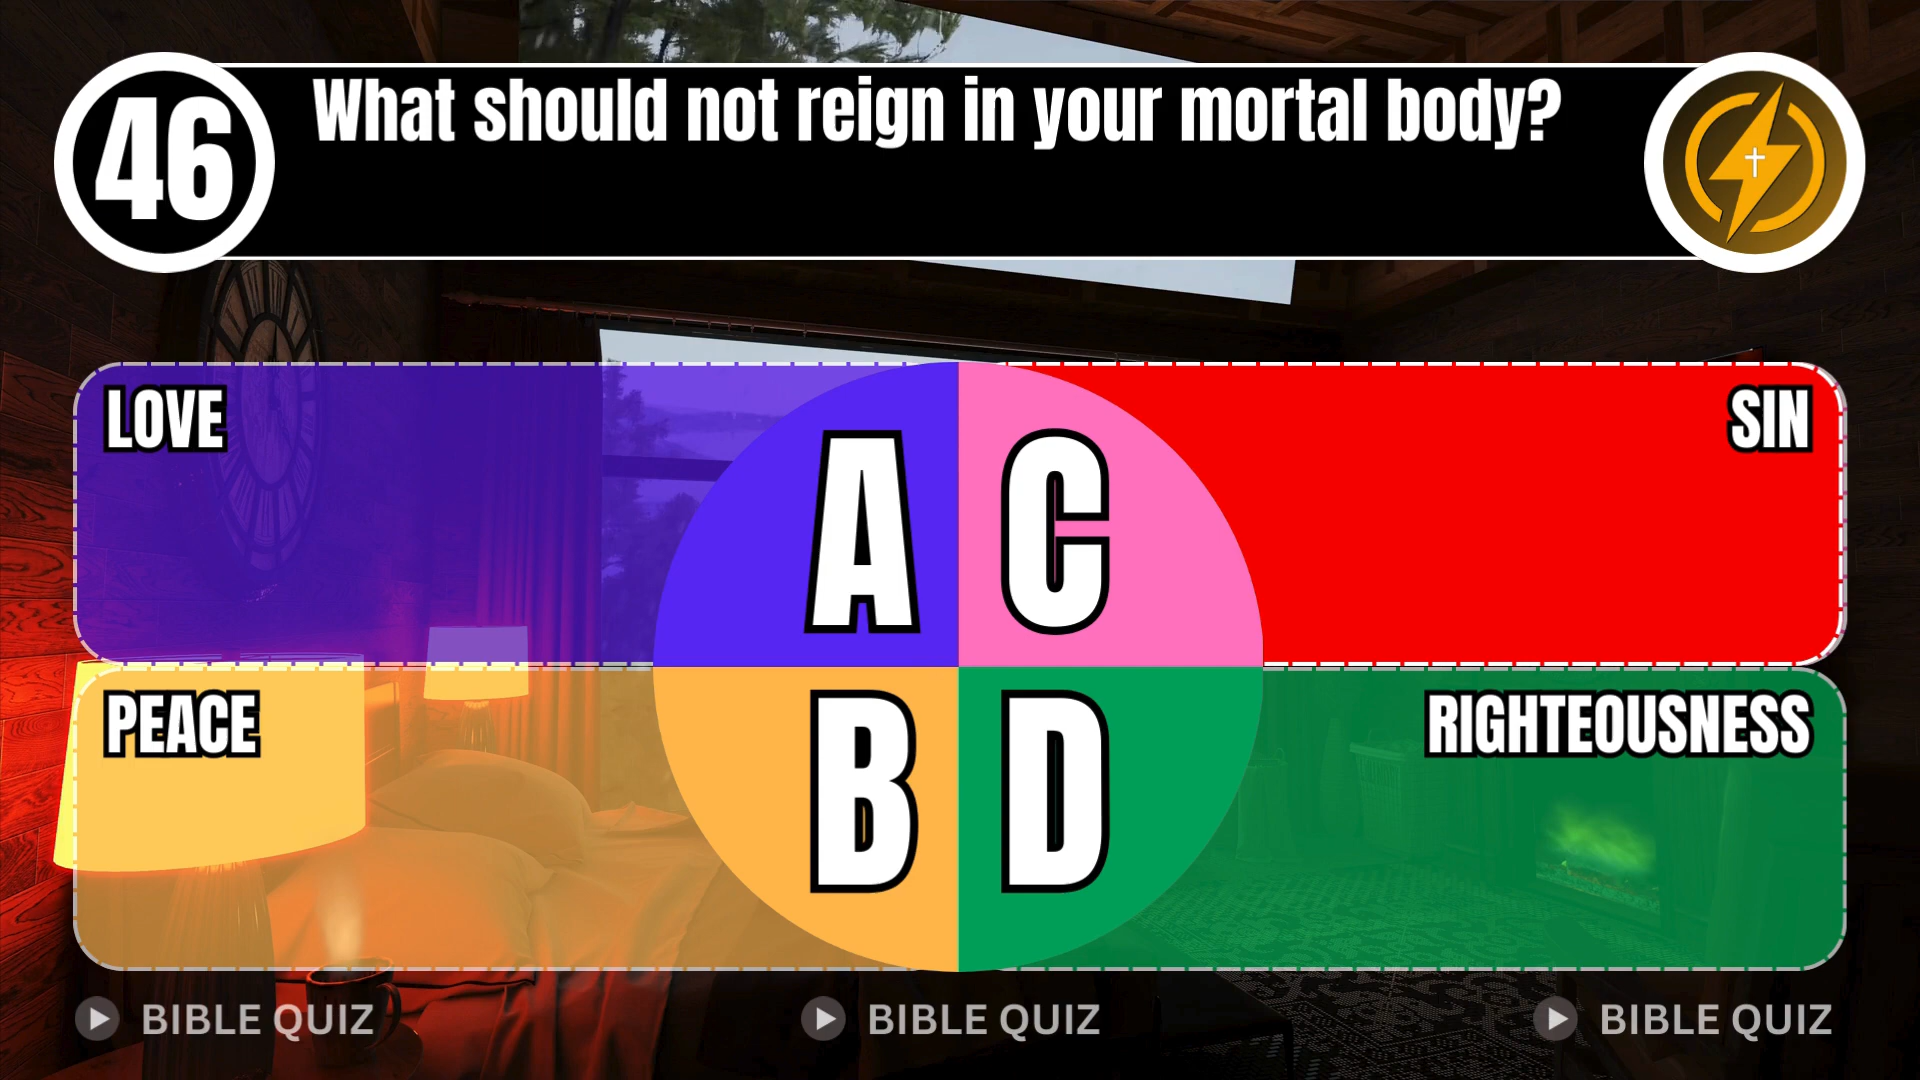 46
What should not reign in your mortal body?
LOVE
A
C
SIN
PEACE
B
D
RIGHTEOUSNESS
BIBLE QUIZ
BIBLE QUIZ
BIBLE QUIZ